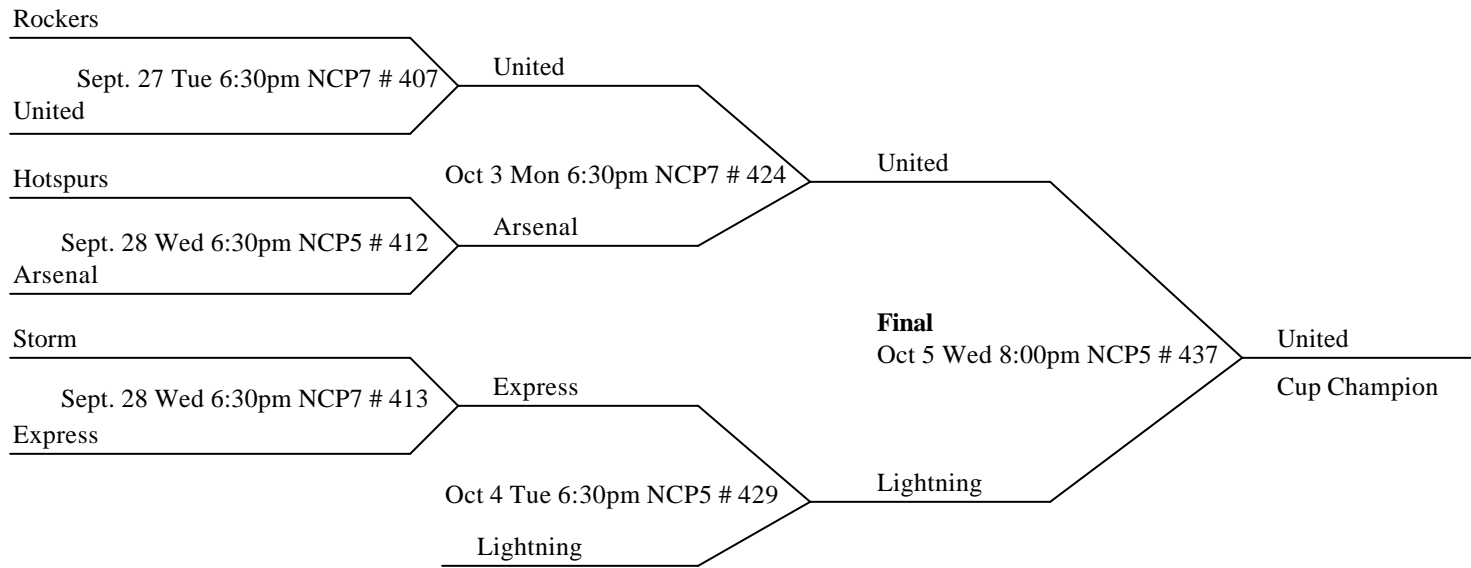 Rockers
Sept. 27 Tue 6:30pm NCP7 # 407
United
United
Hotspurs
Sept. 28 Wed 6:30pm NCP5 # 412
Arsenal
Oct 3 Mon 6:30pm NCP7 # 424
Arsenal
United
Storm
Sept. 28 Wed 6:30pm NCP7 # 413
Express
Express
Oct 4 Tue 6:30pm NCP5 # 429
Lightning
Lightning
Final
Oct 5 Wed 8:00pm NCP5 # 437
United
Cup Champion